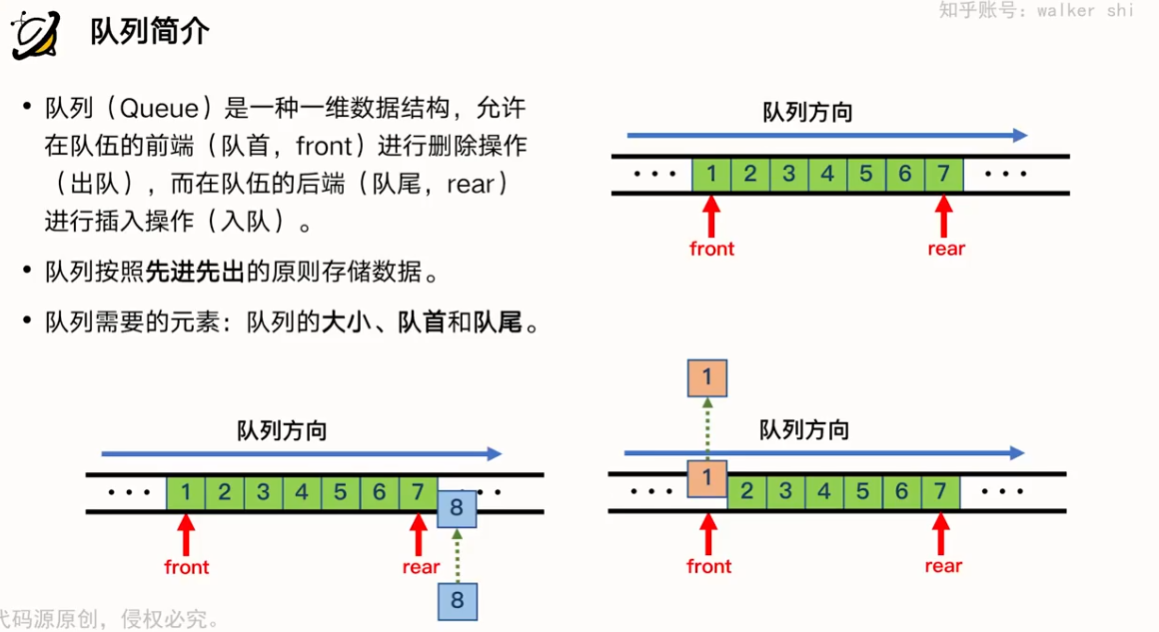 知乎账号：walker shi
队列简介
• 队列（Queue）是一种一维数据结构，允许
在队伍的前端（队首，front）进行删除操作
（出队），而在队伍的后端（队尾，rear）
进行插入操作（入队）。
• 队列按照先进先出的原则存储数据。
• 队列需要的元素：队列的大小、队首和队尾。
队列方向
··· 1 2 3 4 5 6 7 ···
front rear
队列方向
··· 1 2 3 4 5 6 7 8 ··
front rear
8
1
队列方向
··· 1 2 3 4 5 6 7 ···
front rear
代码源原创，侵权必究。